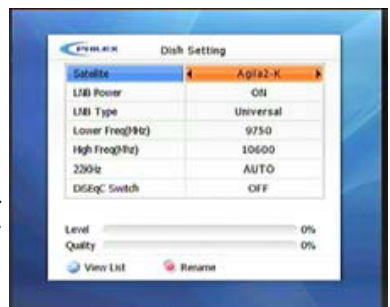 PHILEX Dish Setting
Satellite Agila2-K
LNB Power ON
LNB Type Universal
Lower Freq(MHz) 9750
High Freq(Mhz) 10600
22KHz AUTO
DiSEqC Switch OFF
Level 0%
Quality 0%
View List Rename